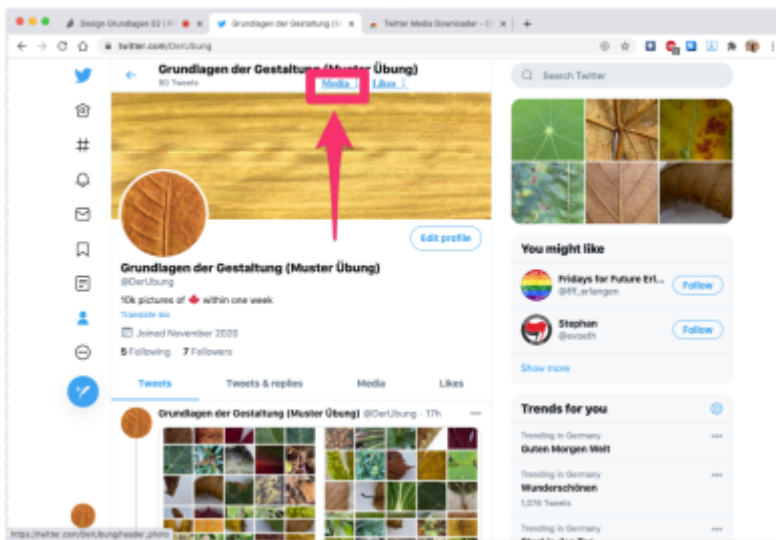 Design Grundlagen 02 | Fi
Grundlagen der Gestaltung (M
Twitter Media Downloader - C
twitter.com/DerUbung
Grundlagen der Gestaltung (Muster Übung)
90 Tweets
Media
Likes
Search Twitter
Edit profile
Grundlagen der Gestaltung (Muster Übung)
@DerUbung
10k pictures of 🍁 within one week
Translate bio
Joined November 2020
5 Following 7 Followers
Tweets Tweets & replies Media Likes
Grundlagen der Gestaltung (Muster Übung) @DerUbung · 17h
You might like
Fridays for Future Erl...
@fff_erlangen
Follow
Stephan
Follow
Show more
Trends for you
Trending in Germany
Guten Morgen Welt
Trending in Germany
Wunderschönen
Tweets
Trending in Germany
https://twitter.com/DerUbung/header_photo